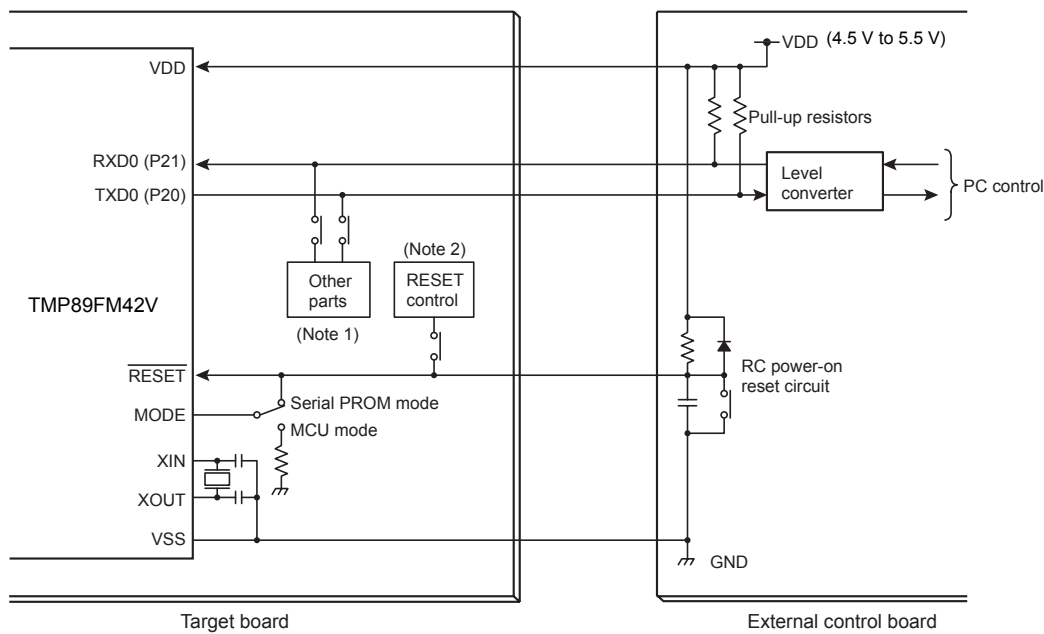 VDD (4.5 V to 5.5 V)
VDD
Pull-up resistors
RXD0 (P21)
TXD0 (P20)
Level
converter
PC control
(Note 2)
Other
parts
RESET
control
(Note 1)
TMP89FM42V
RESET
RC power-on
reset circuit
Serial PROM mode
MODE
MCU mode
XIN
XOUT
VSS
GND
Target board
External control board